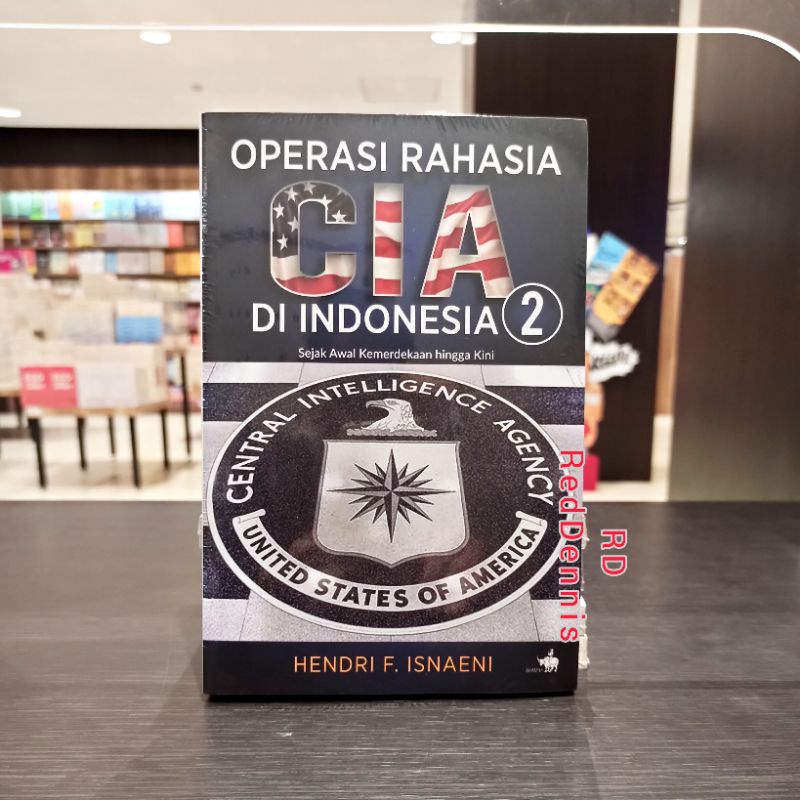 OPERASI RAHASIA
CIA
DI INDONESIA 2
Sejak Awal Kemerdekaan hingga Kini
CENTRAL INTELLIGENCE AGENCY
UNITED STATES OF AMERICA
HENDRI F. ISNAENI
RD
RedDennis